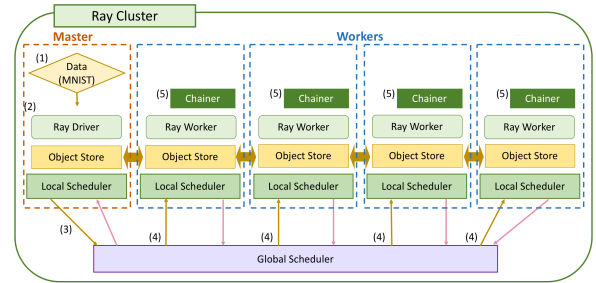 Ray Cluster
Master
Workers
(1)
Data
(MNIST)
(2)
(5)
Chainer
(5)
Chainer
(5)
Chainer
(5)
Chainer
Ray Driver
Ray Worker
Ray Worker
Ray Worker
Ray Worker
Object Store
Object Store
Object Store
Object Store
Object Store
Local Scheduler
Local Scheduler
Local Scheduler
Local Scheduler
Local Scheduler
(3)
(4)
(4)
(4)
(4)
Global Scheduler